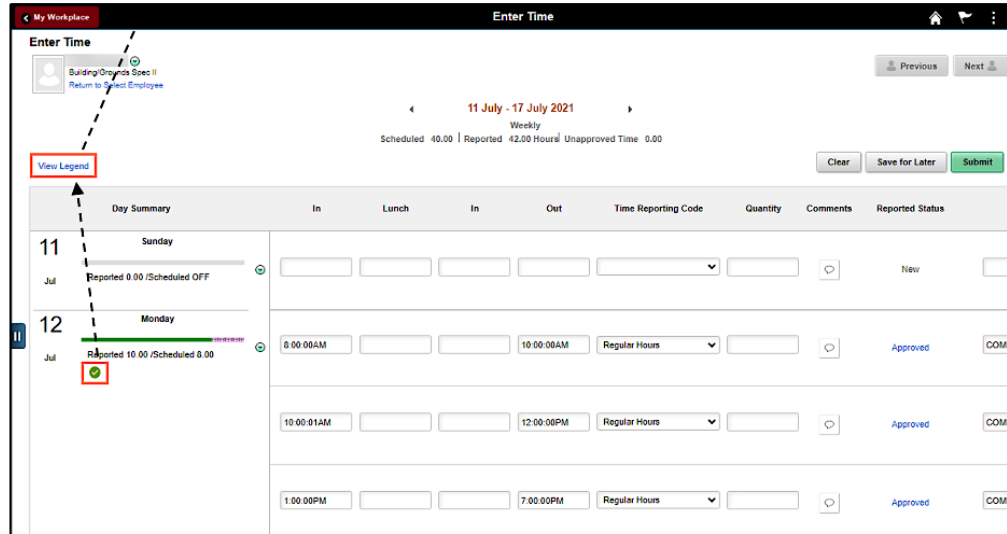 My Workplace
Enter Time
Enter Time
Building/Grounds Spec II
Return to Select Employee
Previous
Next
11 July - 17 July 2021
Weekly
Scheduled 40.00 | Reported 42.00 Hours| Unapproved Time 0.00
View Legend
Clear
Save for Later
Submit
Day Summary In Lunch In Out Time Reporting Code Quantity Comments Reported Status
11 Sunday
Jul Reported 0.00 /Scheduled OFF
New
12 Monday
Jul Reported 10.00 /Scheduled 8.00
8:00:00AM 10:00:00AM Regular Hours Approved COM
10:00:01AM 12:00:00PM Regular Hours Approved COM
1:00:00PM 7:00:00PM Regular Hours Approved COM